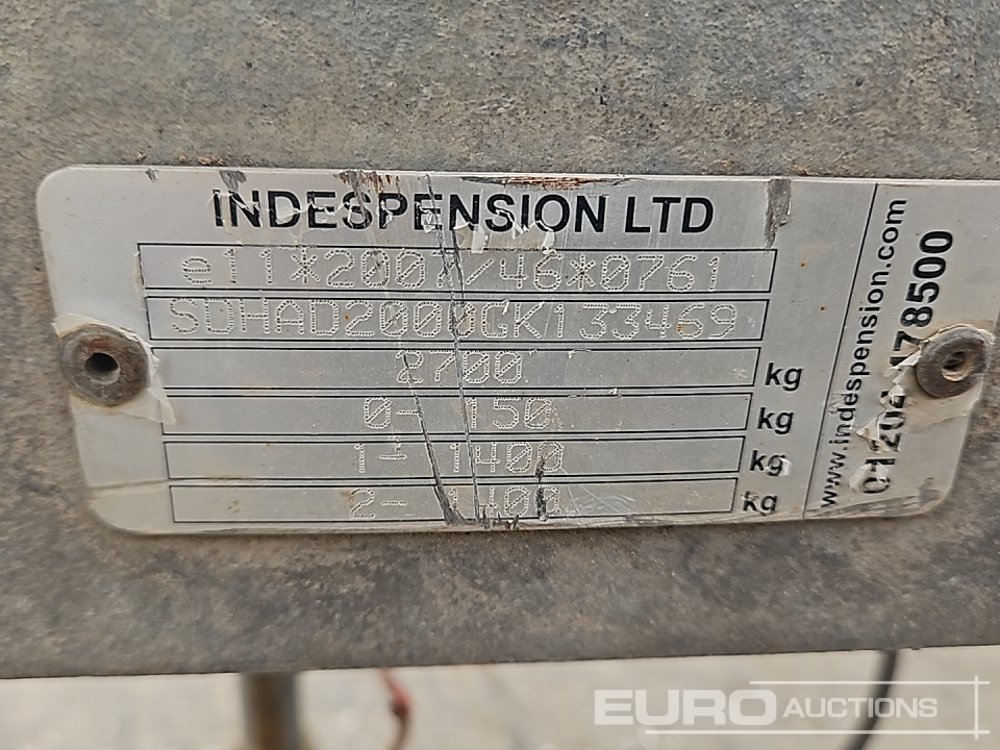 INDESPENSION LTD
e11*2007/46*0761
SDHAD2000GK133469
2700 kg
0- 150 kg
1- 1400 kg
2- 1400 kg
www.indespension.com
01204 478500
EURO AUCTIONS